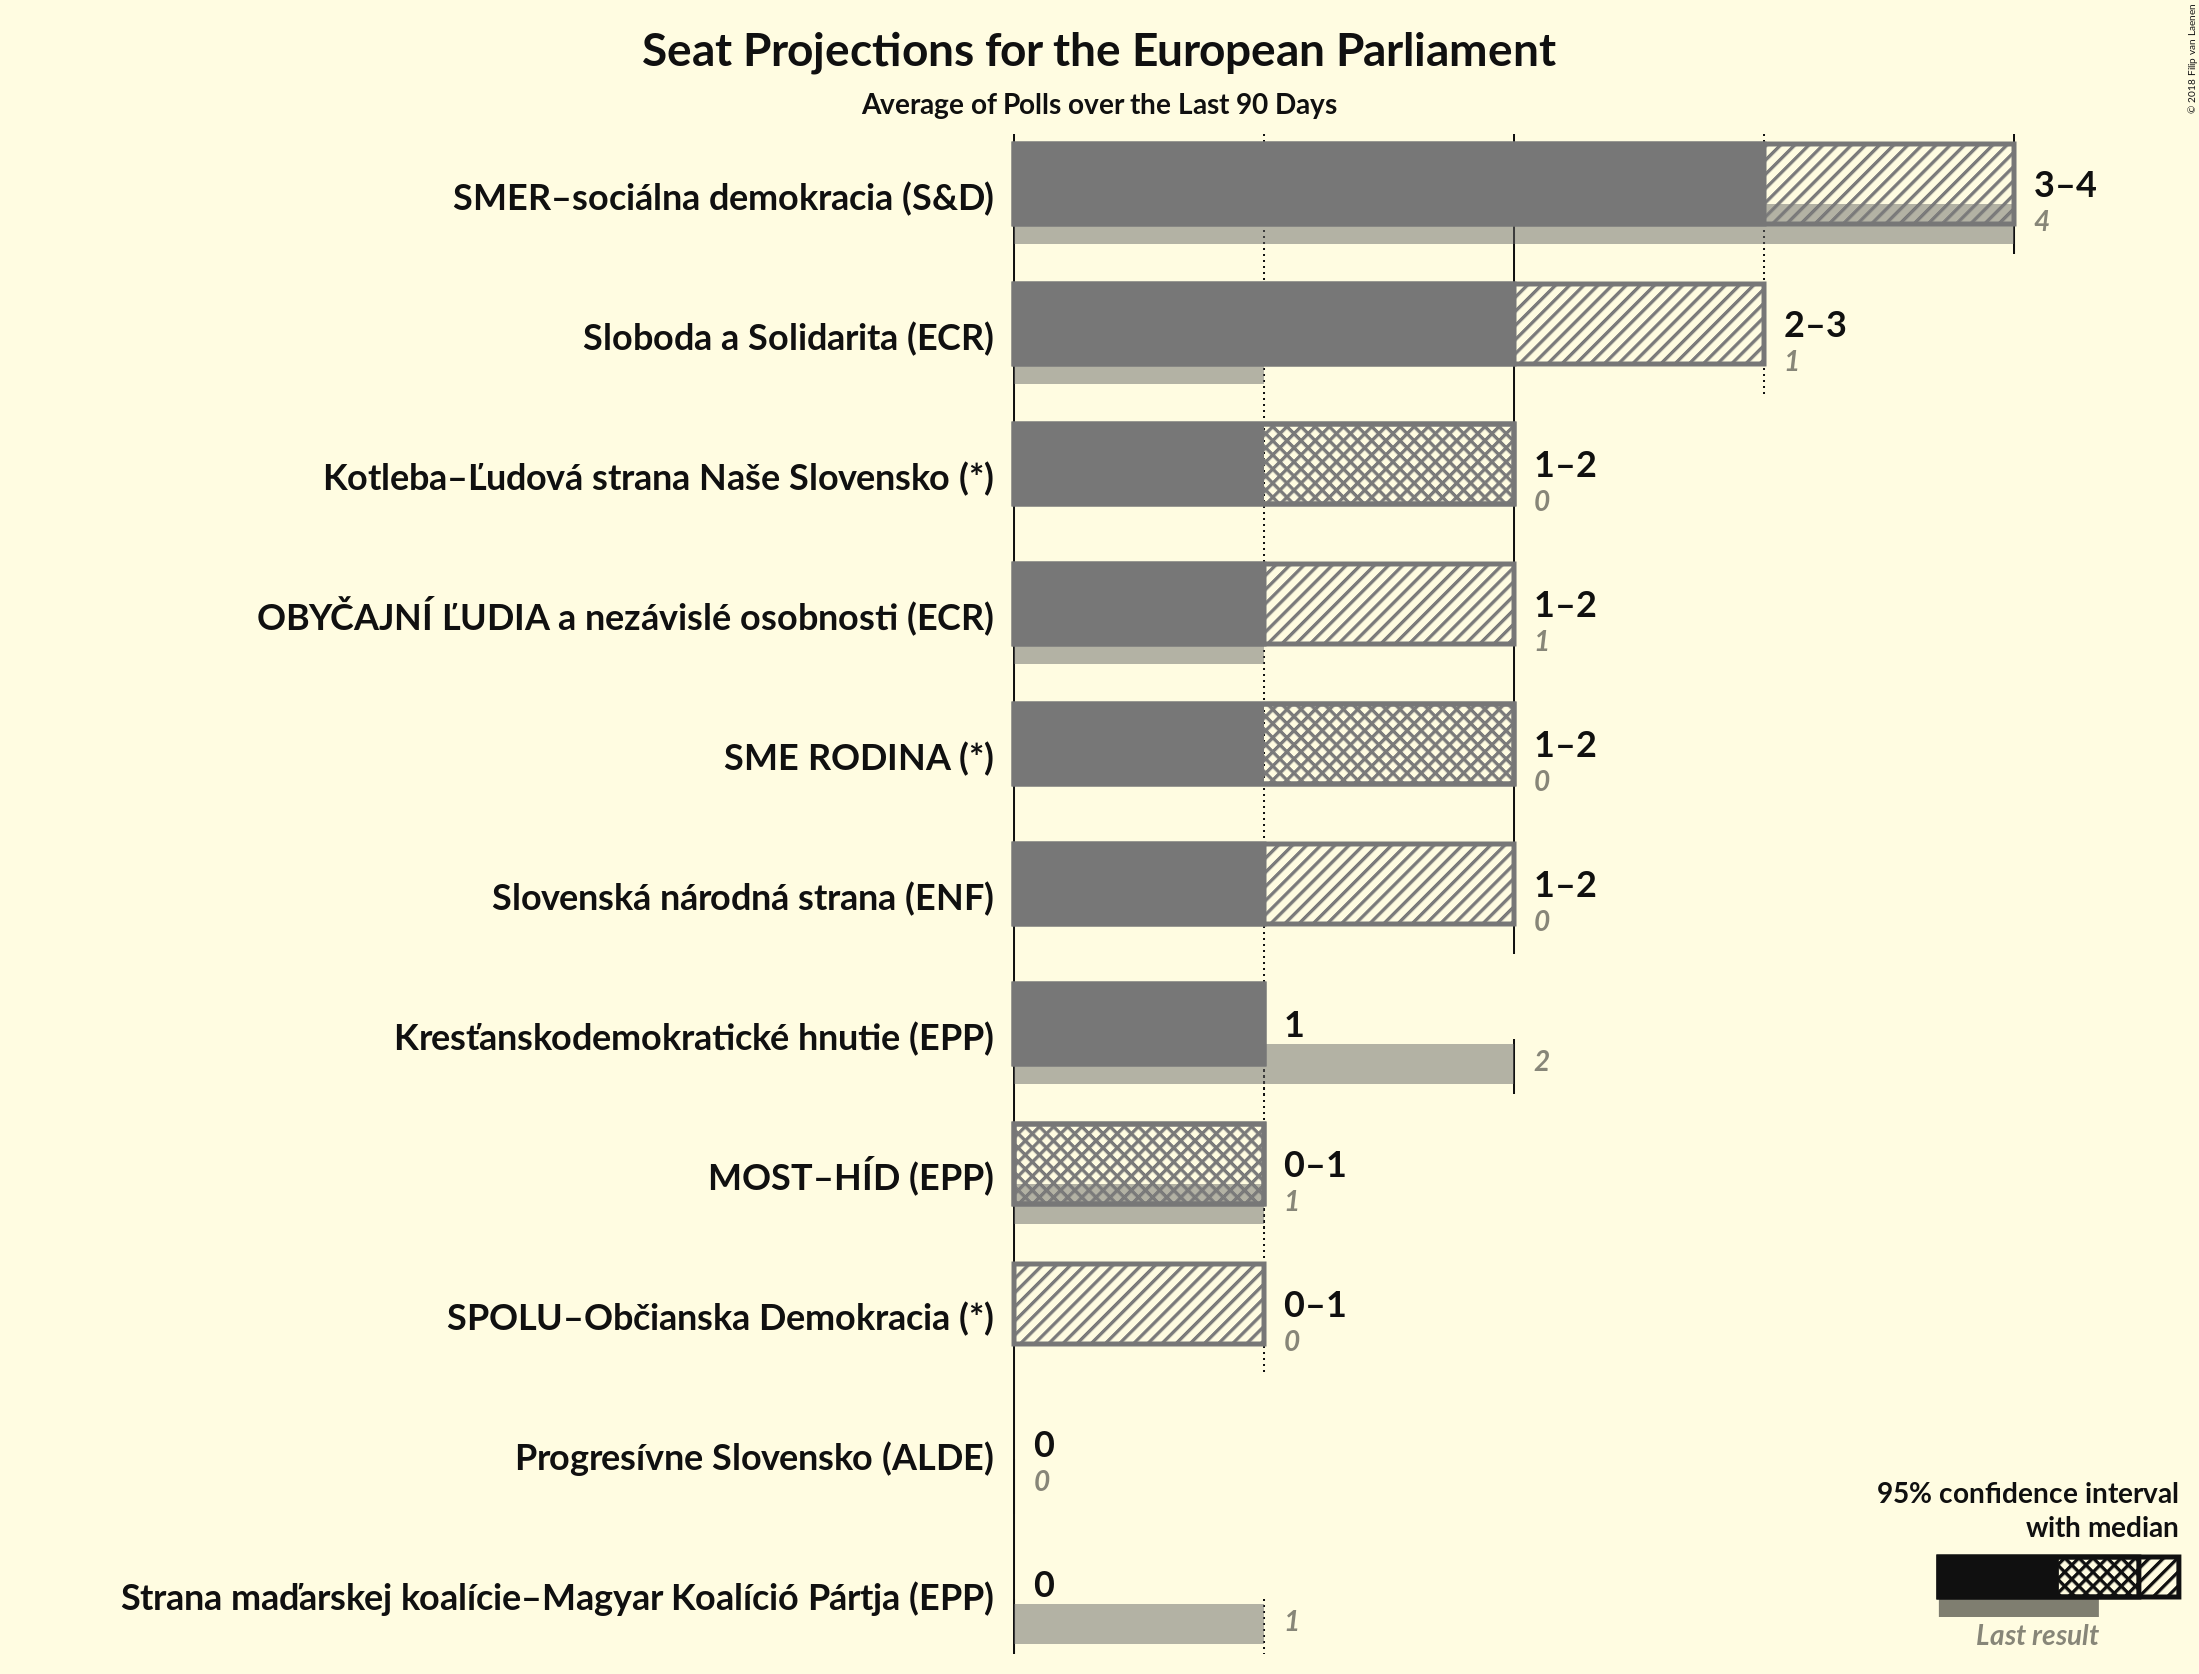 Seat Projections for the European Parliament
Average of Polls over the Last 90 Days
© 2018 Filip van Laenen
SMER–sociálna demokracia (S&D)
3–4
4
Sloboda a Solidarita (ECR)
2–3
1
Kotleba–Ľudová strana Naše Slovensko (*)
1–2
0
OBYČAJNÍ ĽUDIA a nezávislé osobnosti (ECR)
1–2
1
SME RODINA (*)
1–2
0
Slovenská národná strana (ENF)
1–2
0
Kresťanskodemokratické hnutie (EPP)
1
2
MOST–HÍD (EPP)
0–1
1
SPOLU–Občianska Demokracia (*)
0–1
0
Progresívne Slovensko (ALDE)
0
0
Strana maďarskej koalície–Magyar Koalíció Pártja (EPP)
0
1
95% confidence interval
with median
Last result